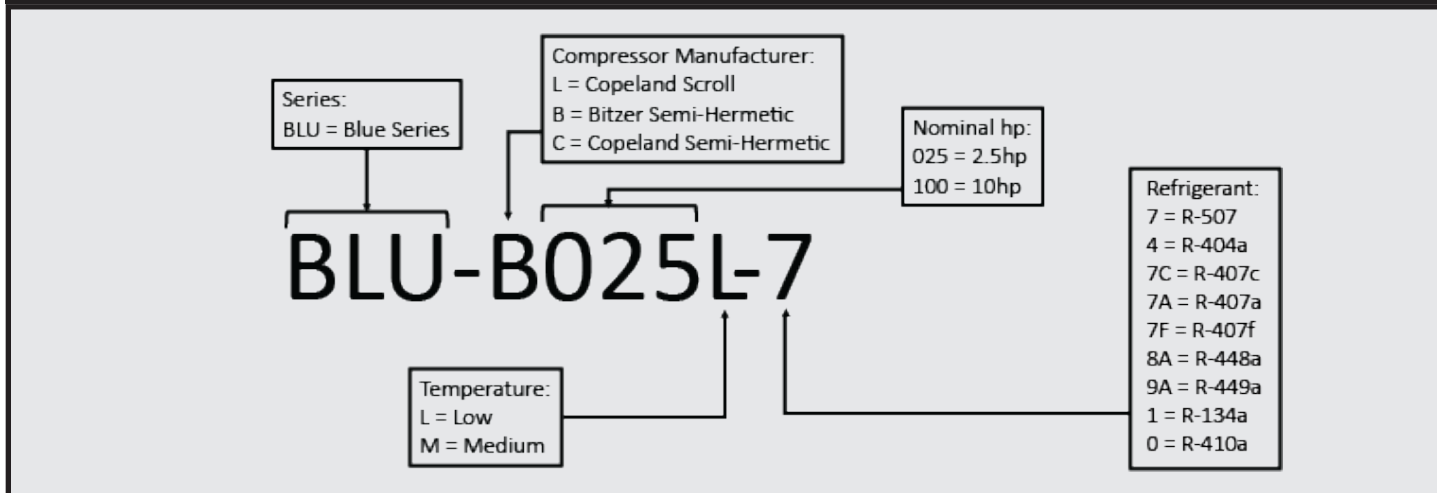 Compressor Manufacturer:
L = Copeland Scroll
B = Bitzer Semi-Hermetic
C = Copeland Semi-Hermetic
Series:
BLU = Blue Series
Nominal hp:
025 = 2.5hp
100 = 10hp
Refrigerant:
7 = R-507
4 = R-404a
7C = R-407c
7A = R-407a
7F = R-407f
8A = R-448a
9A = R-449a
1 = R-134a
0 = R-410a
BLU-B025L-7
Temperature:
L = Low
M = Medium